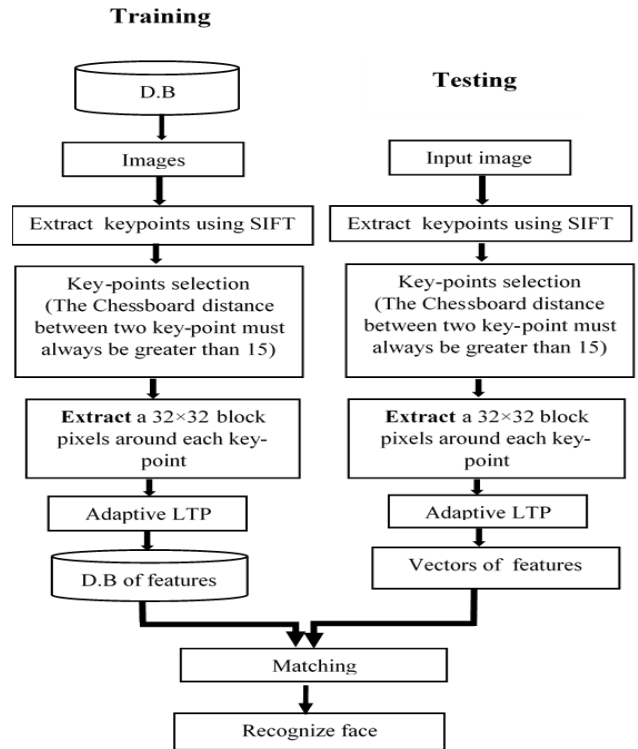 Training
D.B
Images
Extract keypoints using SIFT
Key-points selection
(The Chessboard distance
between two key-point must
always be greater than 15)
Extract a 32×32 block
pixels around each key-
point
Adaptive LTP
D.B of features
Testing
Input image
Extract keypoints using SIFT
Key-points selection
(The Chessboard distance
between two key-point must
always be greater than 15)
Extract a 32×32 block
pixels around each key-
point
Adaptive LTP
Vectors of features
Matching
Recognize face